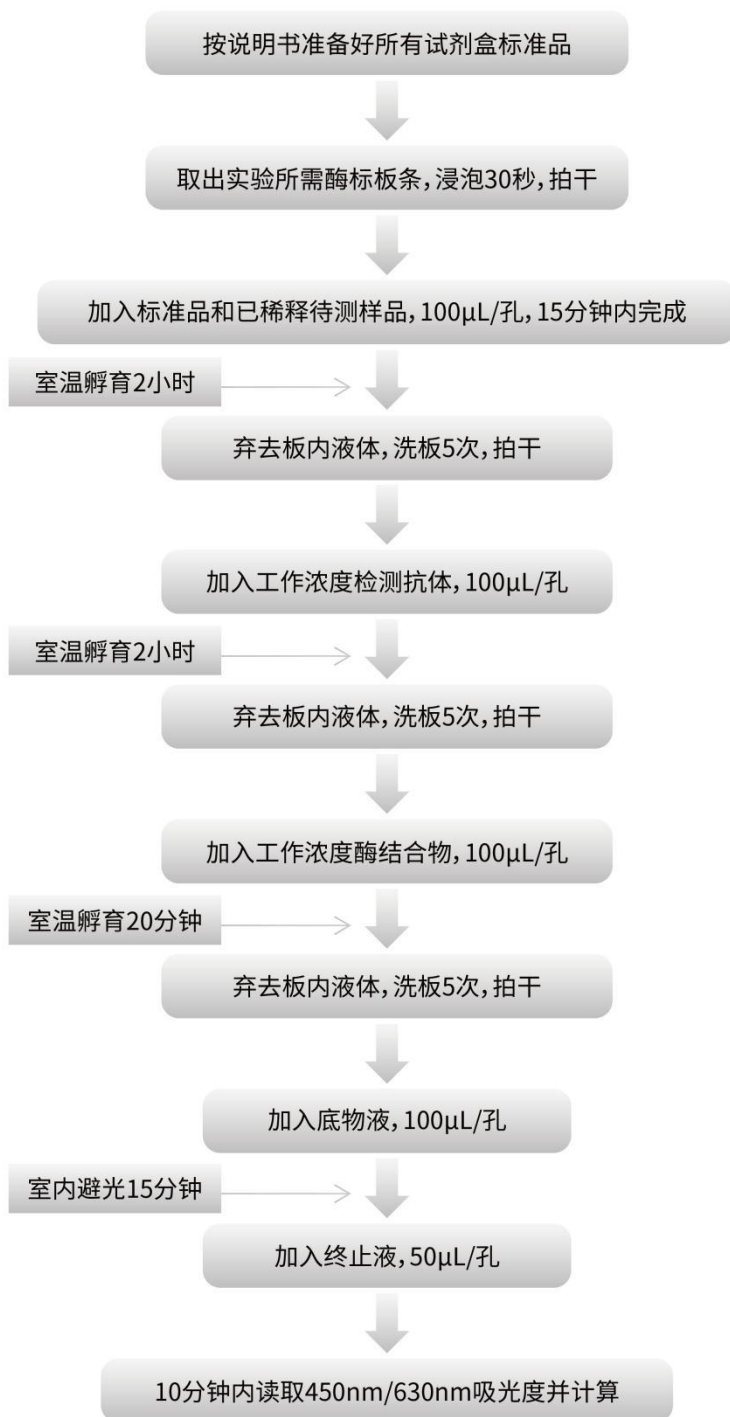 按说明书准备好所有试剂盒标准品
取出实验所需酶标板条，浸泡30秒，拍干
加入标准品和已稀释待测样品，100μL/孔，15分钟内完成
室温孵育2小时
弃去板内液体，洗板5次，拍干
加入工作浓度检测抗体，100μL/孔
室温孵育2小时
弃去板内液体，洗板5次，拍干
加入工作浓度酶结合物，100μL/孔
室温孵育20分钟
弃去板内液体，洗板5次，拍干
加入底物液，100μL/孔
室内避光15分钟
加入终止液，50μL/孔
10分钟内读取450nm/630nm吸光度并计算